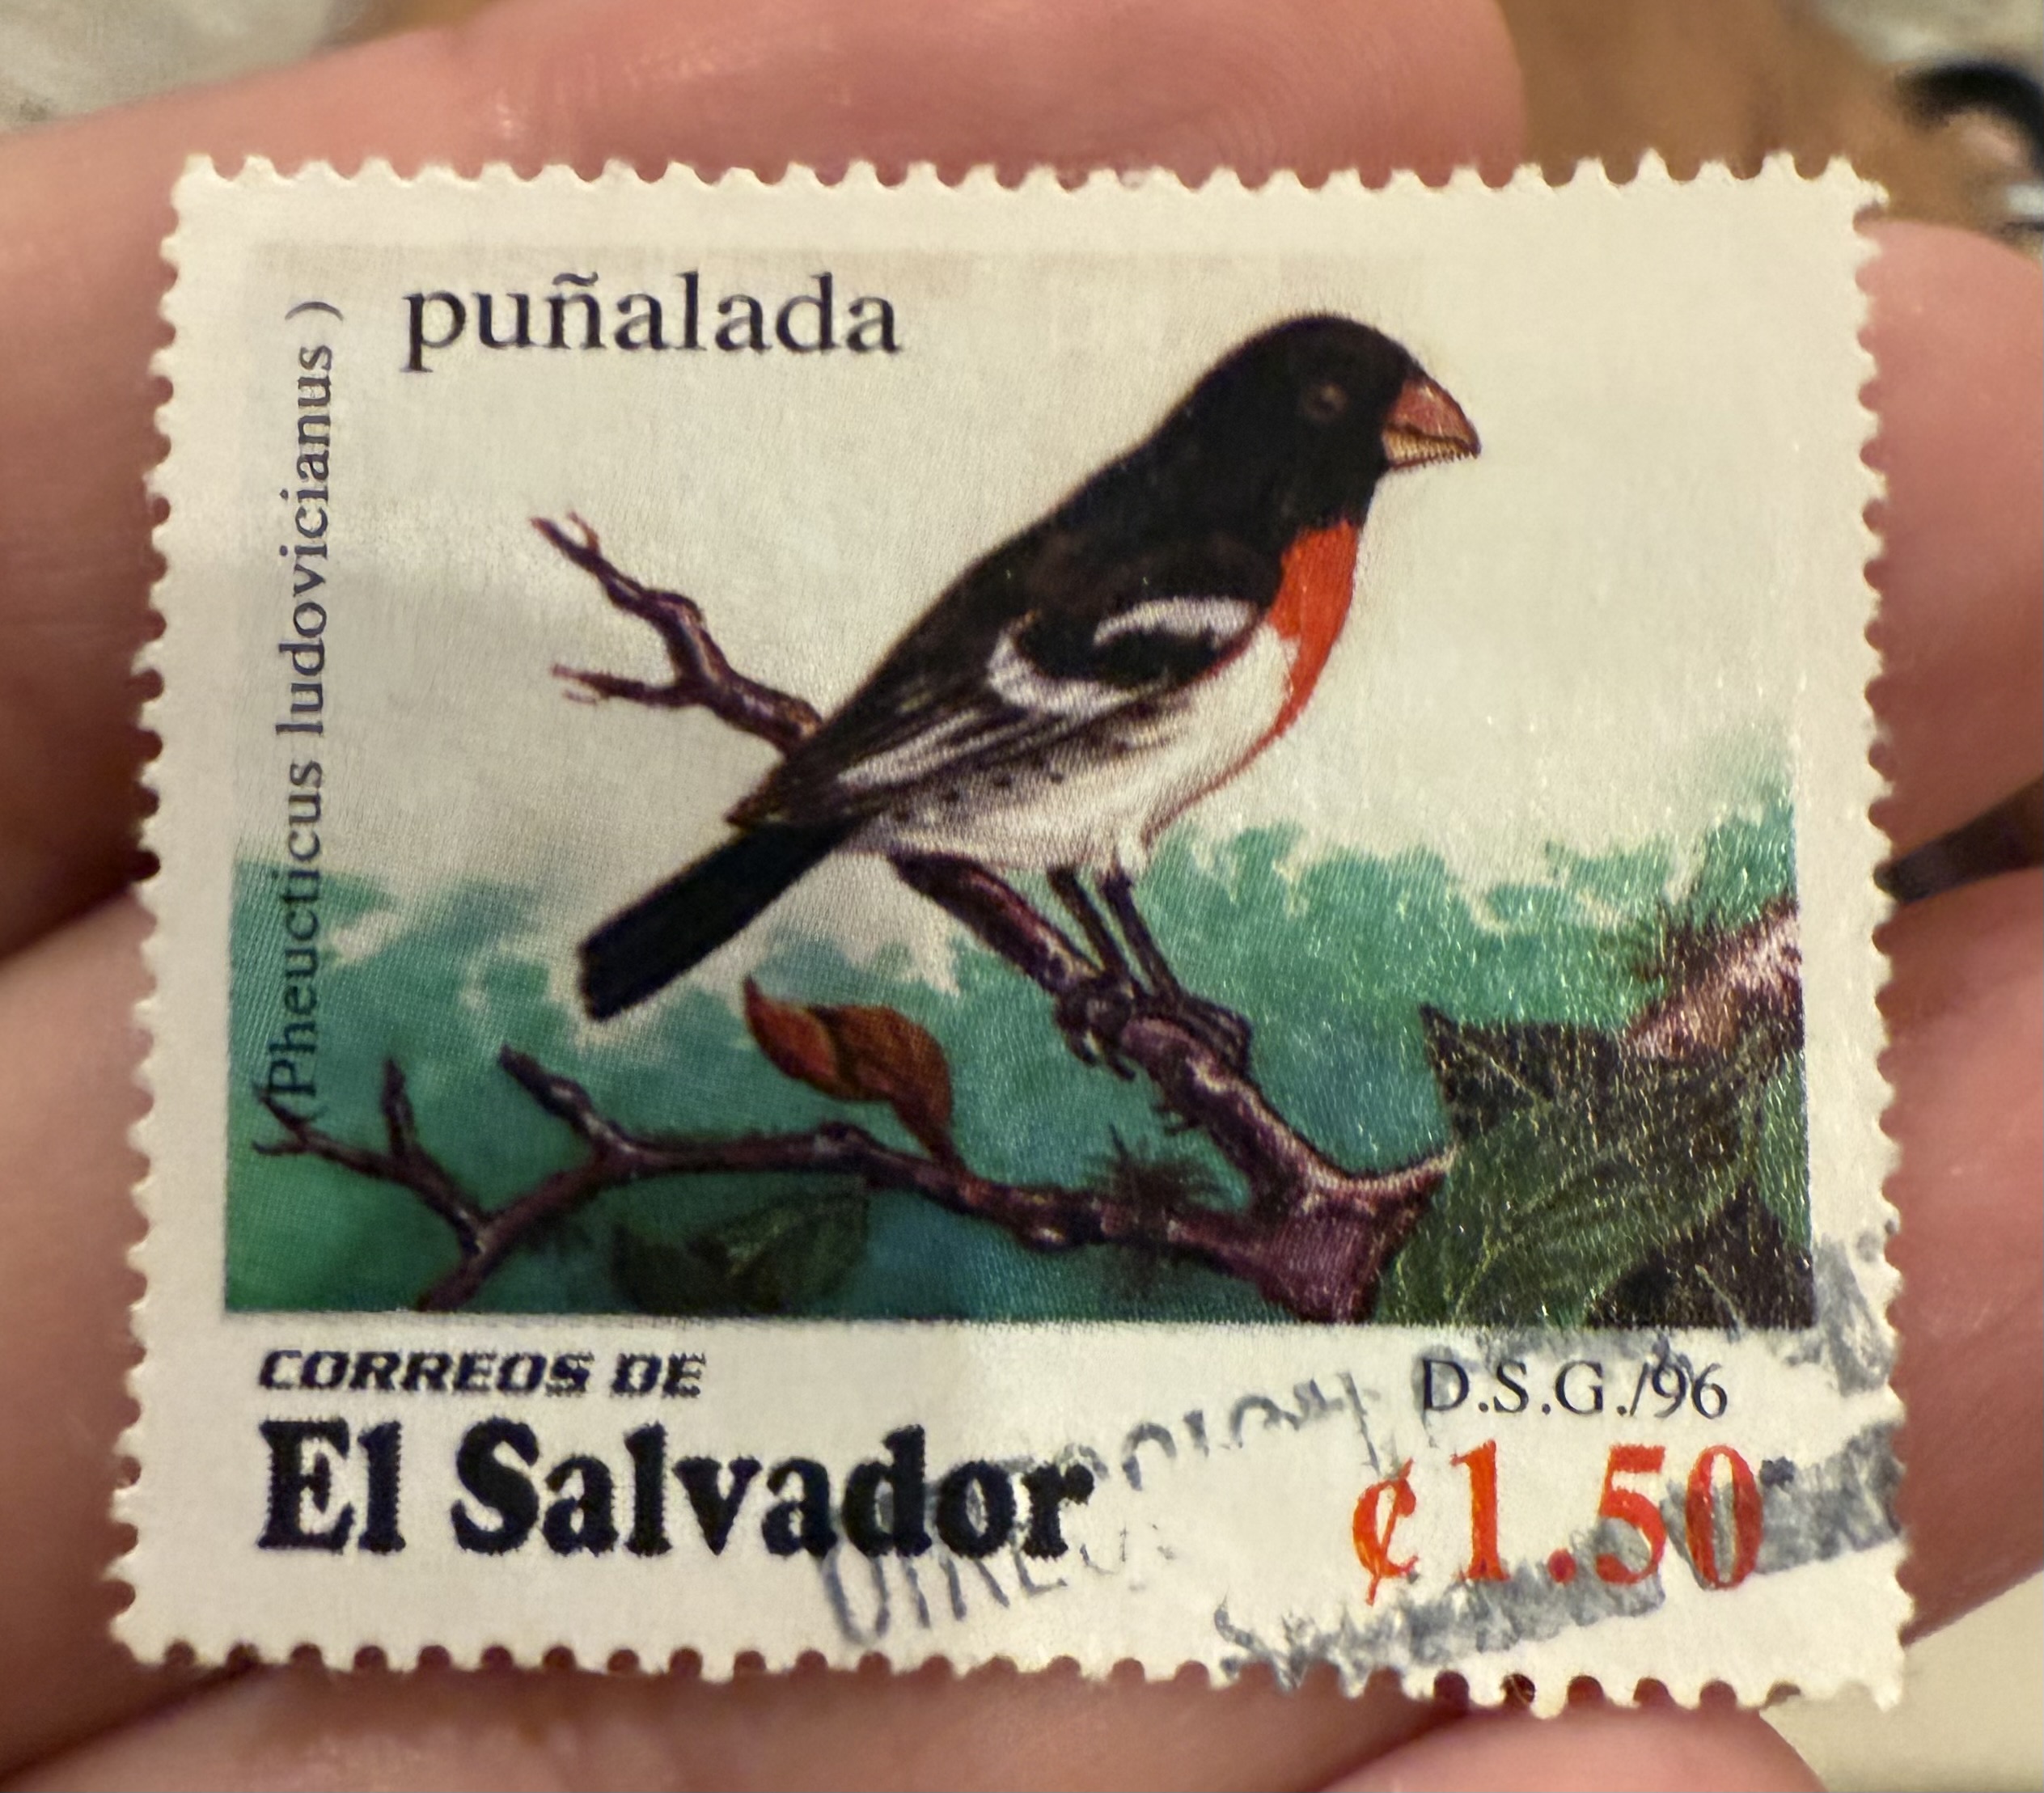 puñalada
(Pheucticus ludovicianus)
CORREOS DE
El Salvador
D.S.G./96
¢1.50